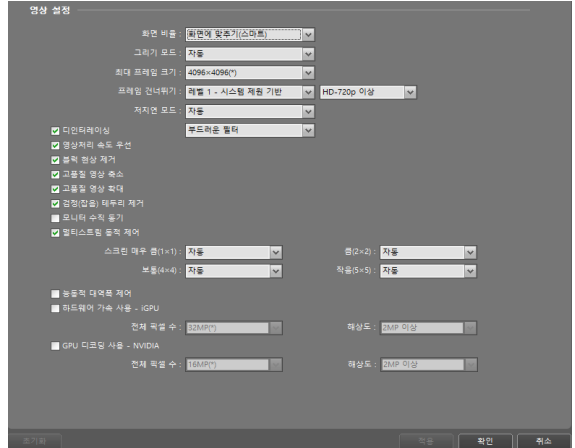 영상 설정
화면 비율 : 화면에 맞추기(스마트)
그리기 모드 : 자동
최대 프레임 크기 : 4096×4096(*)
프레임 건너뛰기 : 레벨 1 - 시스템 제원 기반 HD-720p 이상
저지연 모드 : 자동
디인터레이싱 부드러운 필터
영상처리 속도 우선
블럭 현상 제거
고품질 영상 축소
고품질 영상 확대
검정(잡음) 테두리 제거
모니터 수직 동기
멀티스트림 동적 제어
스크린 매우 큼(1×1) : 자동 큼(2×2) : 자동
보통(4×4) : 자동 작음(5×5) : 자동
능동적 대역폭 제어
하드웨어 가속 사용 - iGPU
전체 픽셀 수 : 32MP(*) 해상도 : 2MP 이상
GPU 디코딩 사용 - NVIDIA
전체 픽셀 수 : 16MP(*) 해상도 : 2MP 이상
초기화 적용 확인 취소